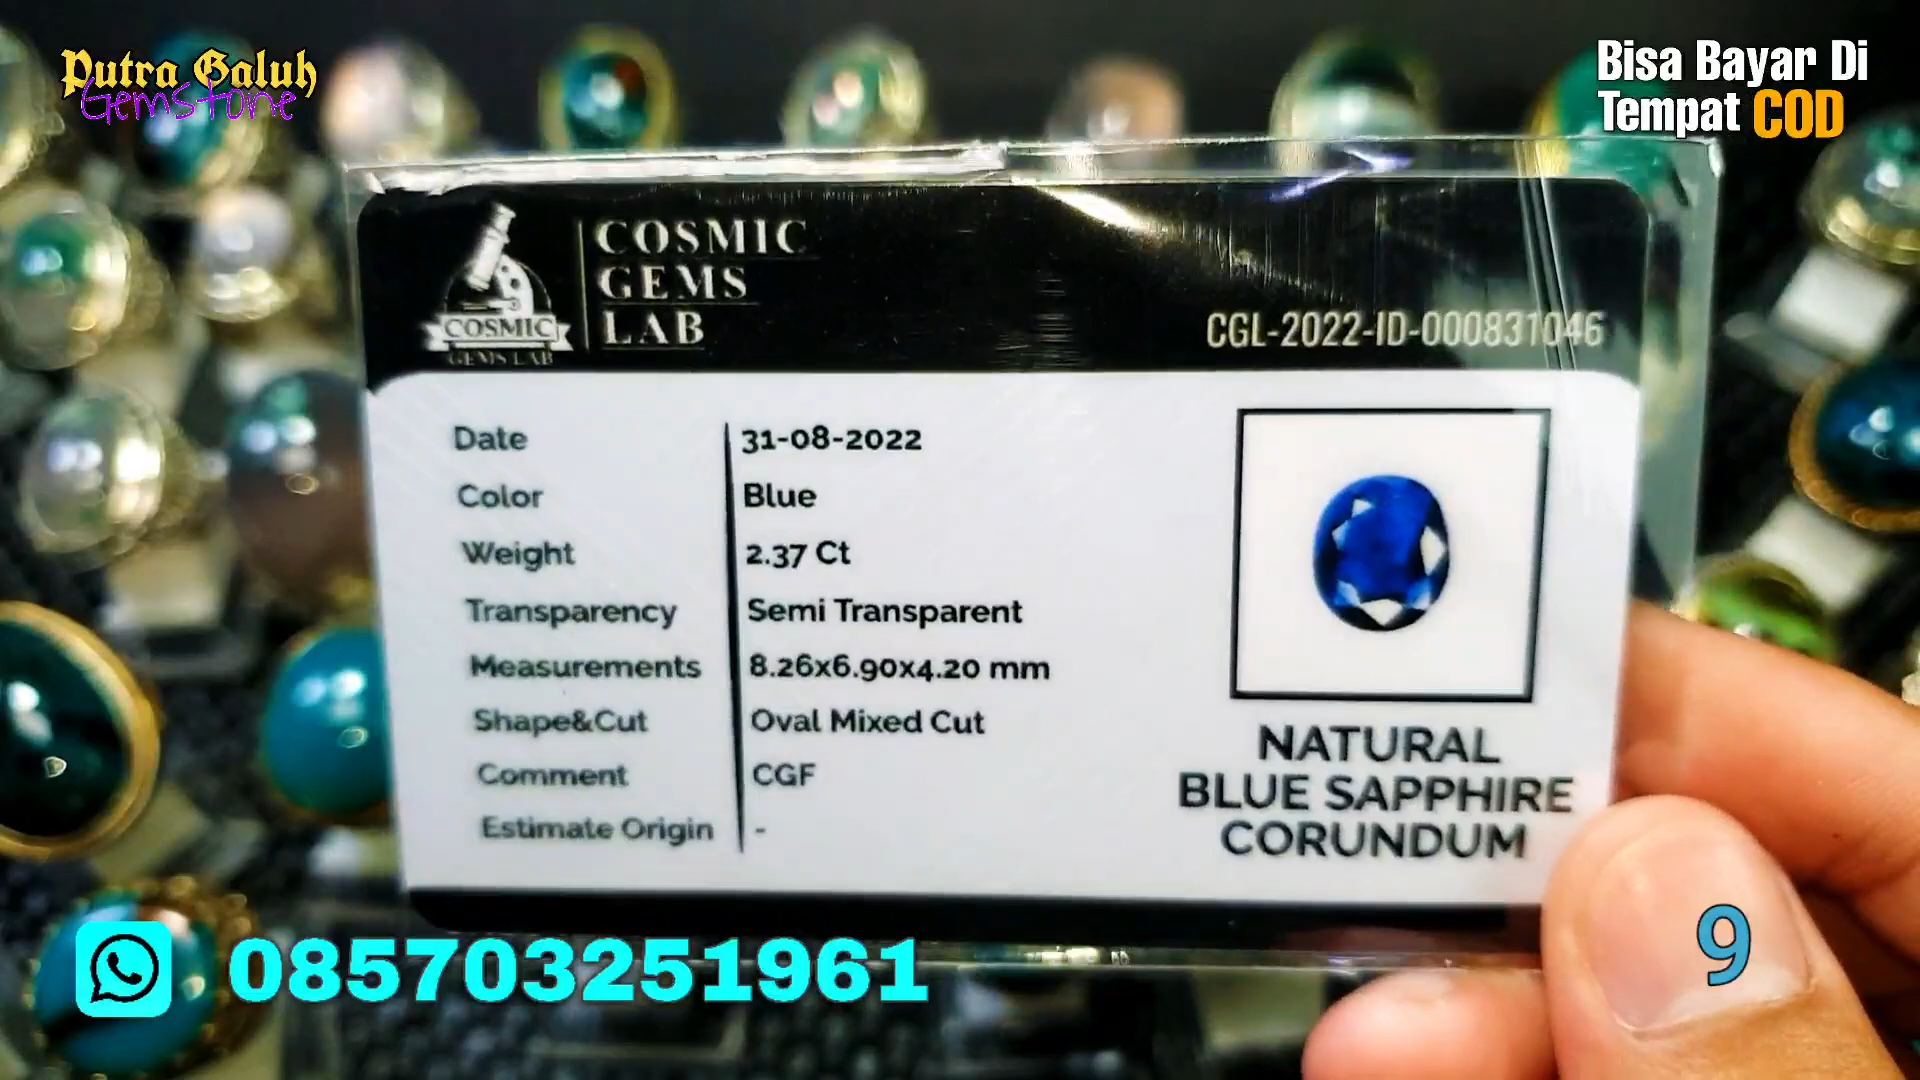 Putra Galuh
Gemstone
Bisa Bayar Di
Tempat COD
COSMIC
GEMS LAB
COSMIC
GEMS
LAB
CGL-2022-ID-000831046
Date 31-08-2022
Color Blue
Weight 2.37 Ct
Transparency Semi Transparent
Measurements 8.26x6.90x4.20 mm
Shape&Cut Oval Mixed Cut
Comment CGF
Estimate Origin -
NATURAL
BLUE SAPPHIRE
CORUNDUM
085703251961
9